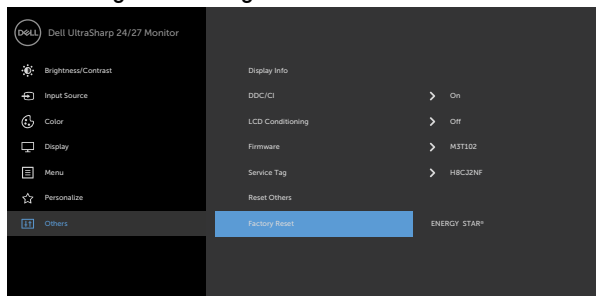 DELL Dell UltraSharp 24/27 Monitor
Brightness/Contrast Display Info
Input Source DDC/CI On
Color LCD Conditioning Off
Display Firmware M3T102
Menu Service Tag H8CJ2NF
Personalize Reset Others
Others Factory Reset ENERGY STAR®